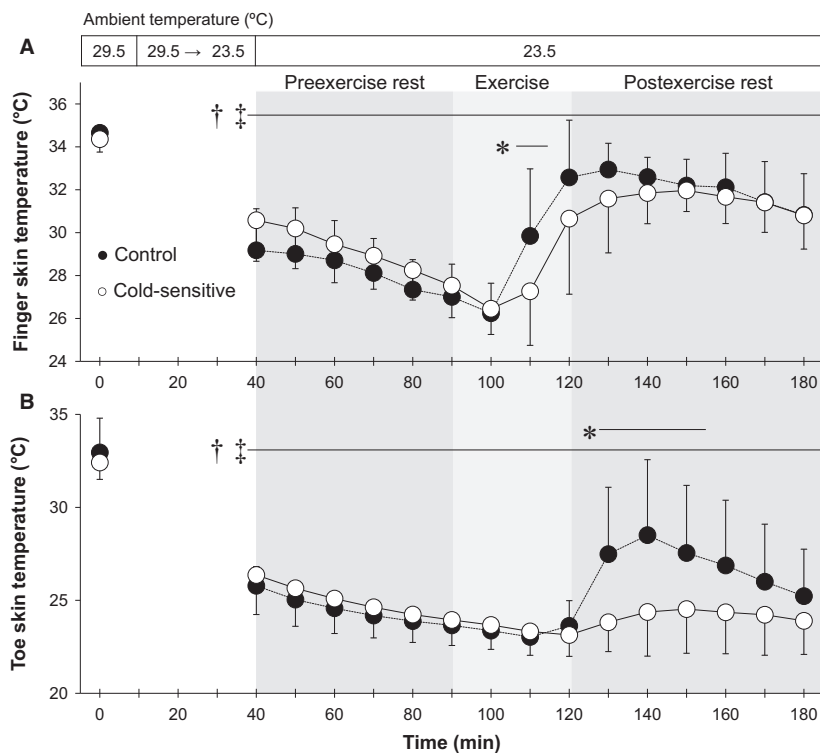 Ambient temperature (ºC)
A
29.5 29.5 → 23.5 23.5
Preexercise rest Exercise Postexercise rest
Finger skin temperature (°C)
36
34
32
30
28
26
24
† ‡
*
Control
Cold-sensitive
0 20 40 60 80 100 120 140 160 180
B
Toe skin temperature (°C)
35
30
25
20
† ‡
*
0 20 40 60 80 100 120 140 160 180
Time (min)